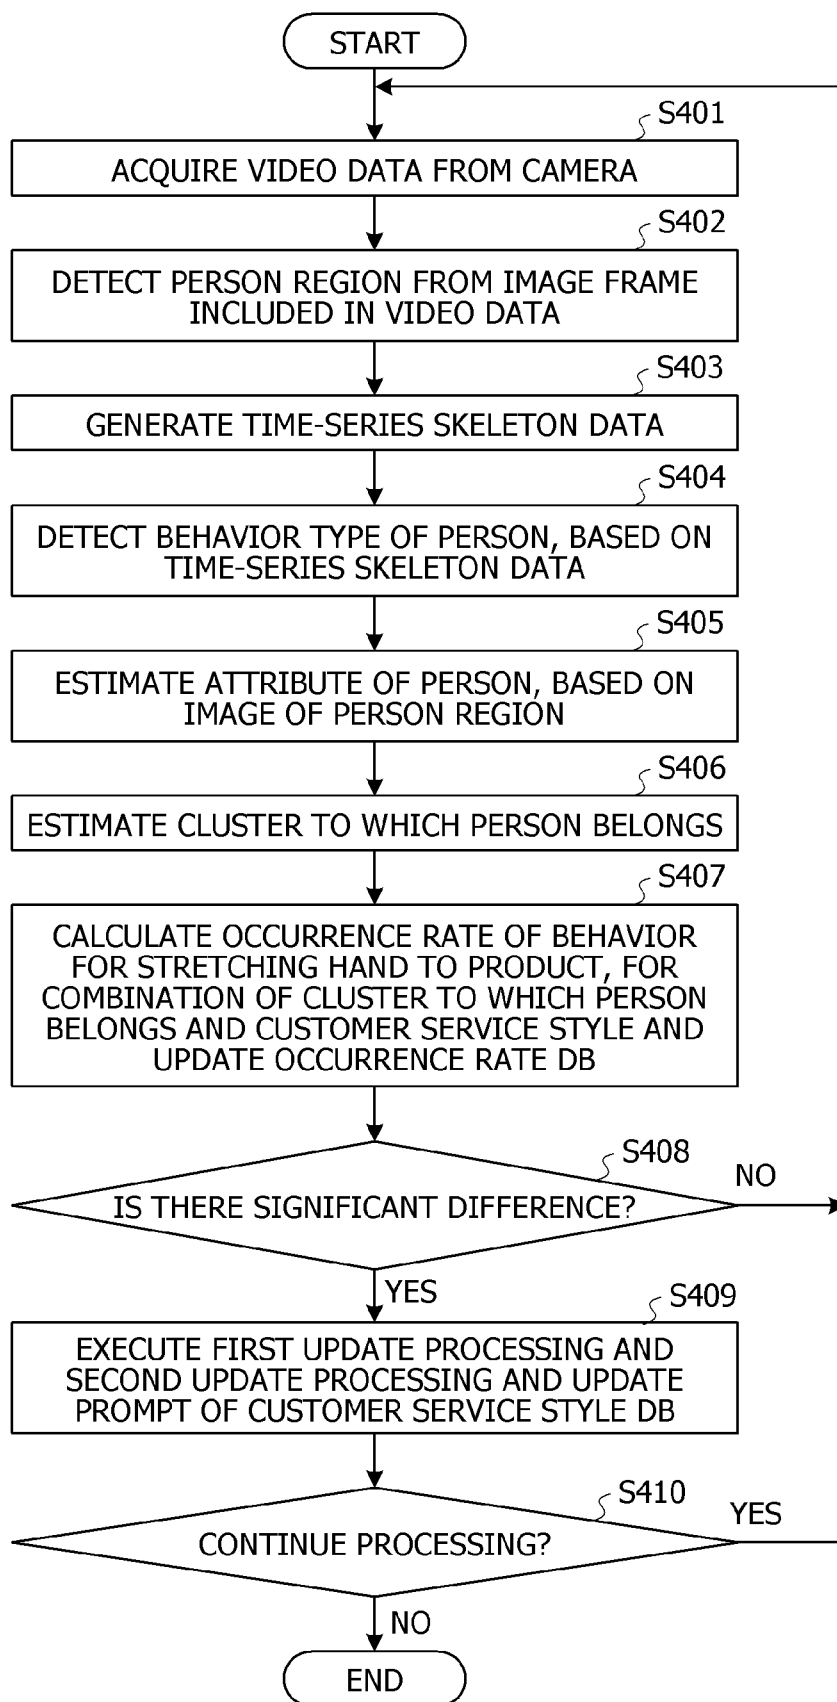 START
S401
ACQUIRE VIDEO DATA FROM CAMERA
S402
DETECT PERSON REGION FROM IMAGE FRAME
INCLUDED IN VIDEO DATA
S403
GENERATE TIME-SERIES SKELETON DATA
S404
DETECT BEHAVIOR TYPE OF PERSON, BASED ON
TIME-SERIES SKELETON DATA
S405
ESTIMATE ATTRIBUTE OF PERSON, BASED ON
IMAGE OF PERSON REGION
S406
ESTIMATE CLUSTER TO WHICH PERSON BELONGS
S407
CALCULATE OCCURRENCE RATE OF BEHAVIOR
FOR STRETCHING HAND TO PRODUCT, FOR
COMBINATION OF CLUSTER TO WHICH PERSON
BELONGS AND CUSTOMER SERVICE STYLE AND
UPDATE OCCURRENCE RATE DB
S408
NO
IS THERE SIGNIFICANT DIFFERENCE?
YES
S409
EXECUTE FIRST UPDATE PROCESSING AND
SECOND UPDATE PROCESSING AND UPDATE
PROMPT OF CUSTOMER SERVICE STYLE DB
S410
YES
CONTINUE PROCESSING?
NO
END